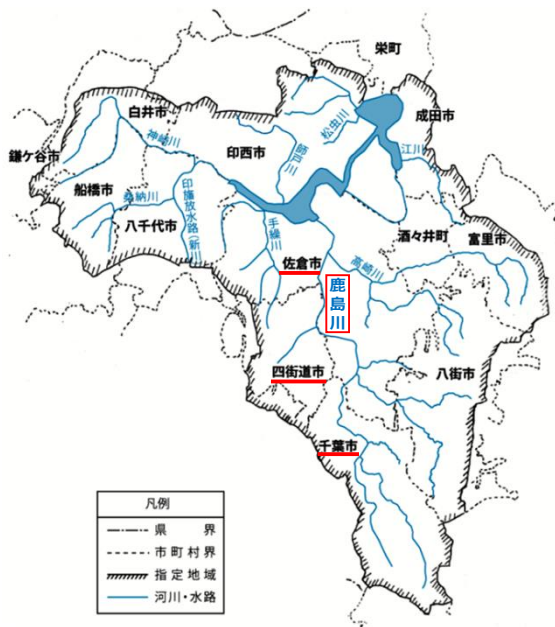 栄町
白井市
成田市
松虫川
神崎川
印西市
師戸川
江川
鎌ケ谷市
船橋市
桑納川
印旛放水路(新川)
八千代市
手繰川
酒々井町
富里市
佐倉市
高崎川
鹿島川
四街道市
八街市
千葉市
凡例
県界
市町村界
指定地域
河川・水路